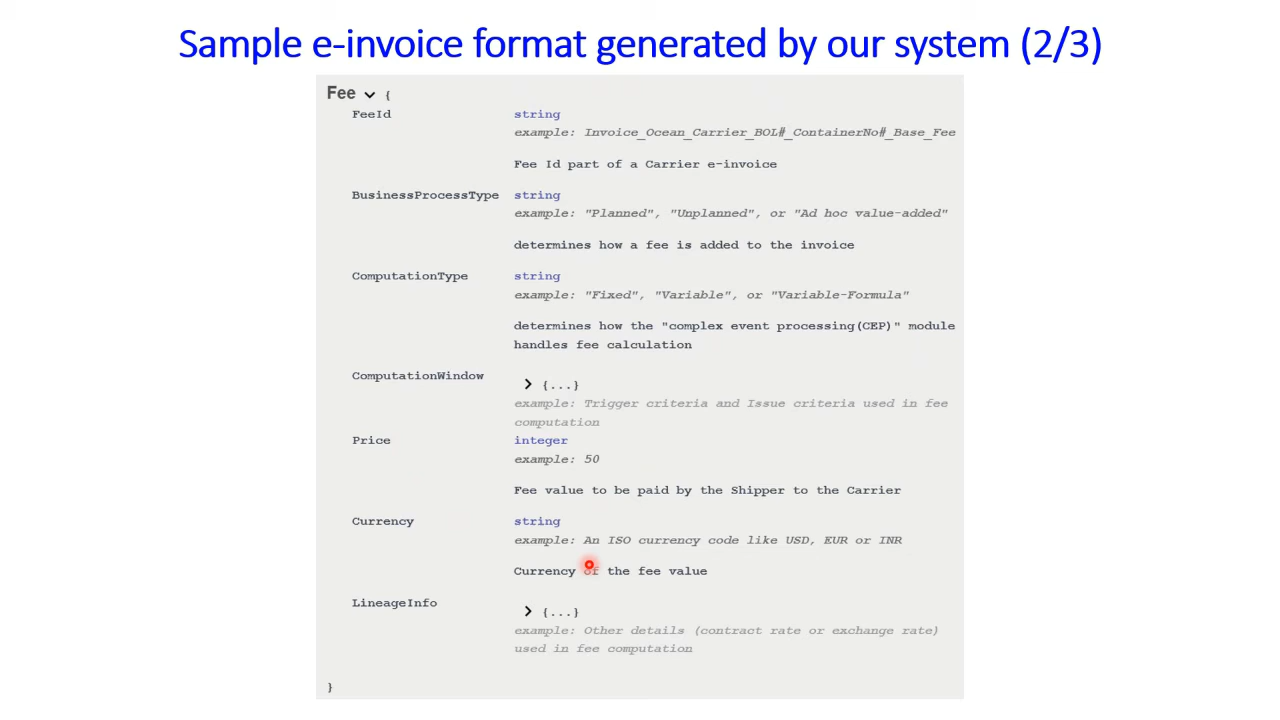 Sample e-invoice format generated by our system (2/3)
Fee {
FeeId string
example: Invoice_Ocean_Carrier_BOL#_ContainerNo#_Base_Fee
Fee Id part of a Carrier e-invoice
BusinessProcessType string
example: "Planned", "Unplanned", or "Ad hoc value-added"
determines how a fee is added to the invoice
ComputationType string
example: "Fixed", "Variable", or "Variable-Formula"
determines how the "complex event processing(CEP)" module
handles fee calculation
ComputationWindow {...}
example: Trigger criteria and Issue criteria used in fee
computation
Price integer
example: 50
Fee value to be paid by the Shipper to the Carrier
Currency string
example: An ISO currency code like USD, EUR or INR
Currency of the fee value
LineageInfo {...}
example: Other details (contract rate or exchange rate)
used in fee computation
}